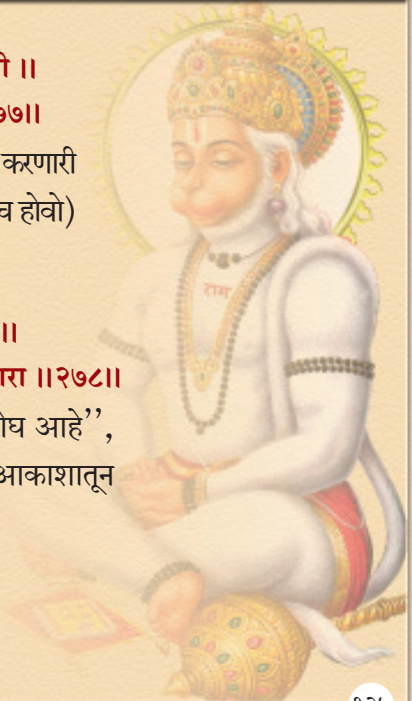 ी ।।
७७।।
करणारी
च होवो)
राम
।।
ारा ।।२७८।।
ोघ आहे’’,
आकाशातून